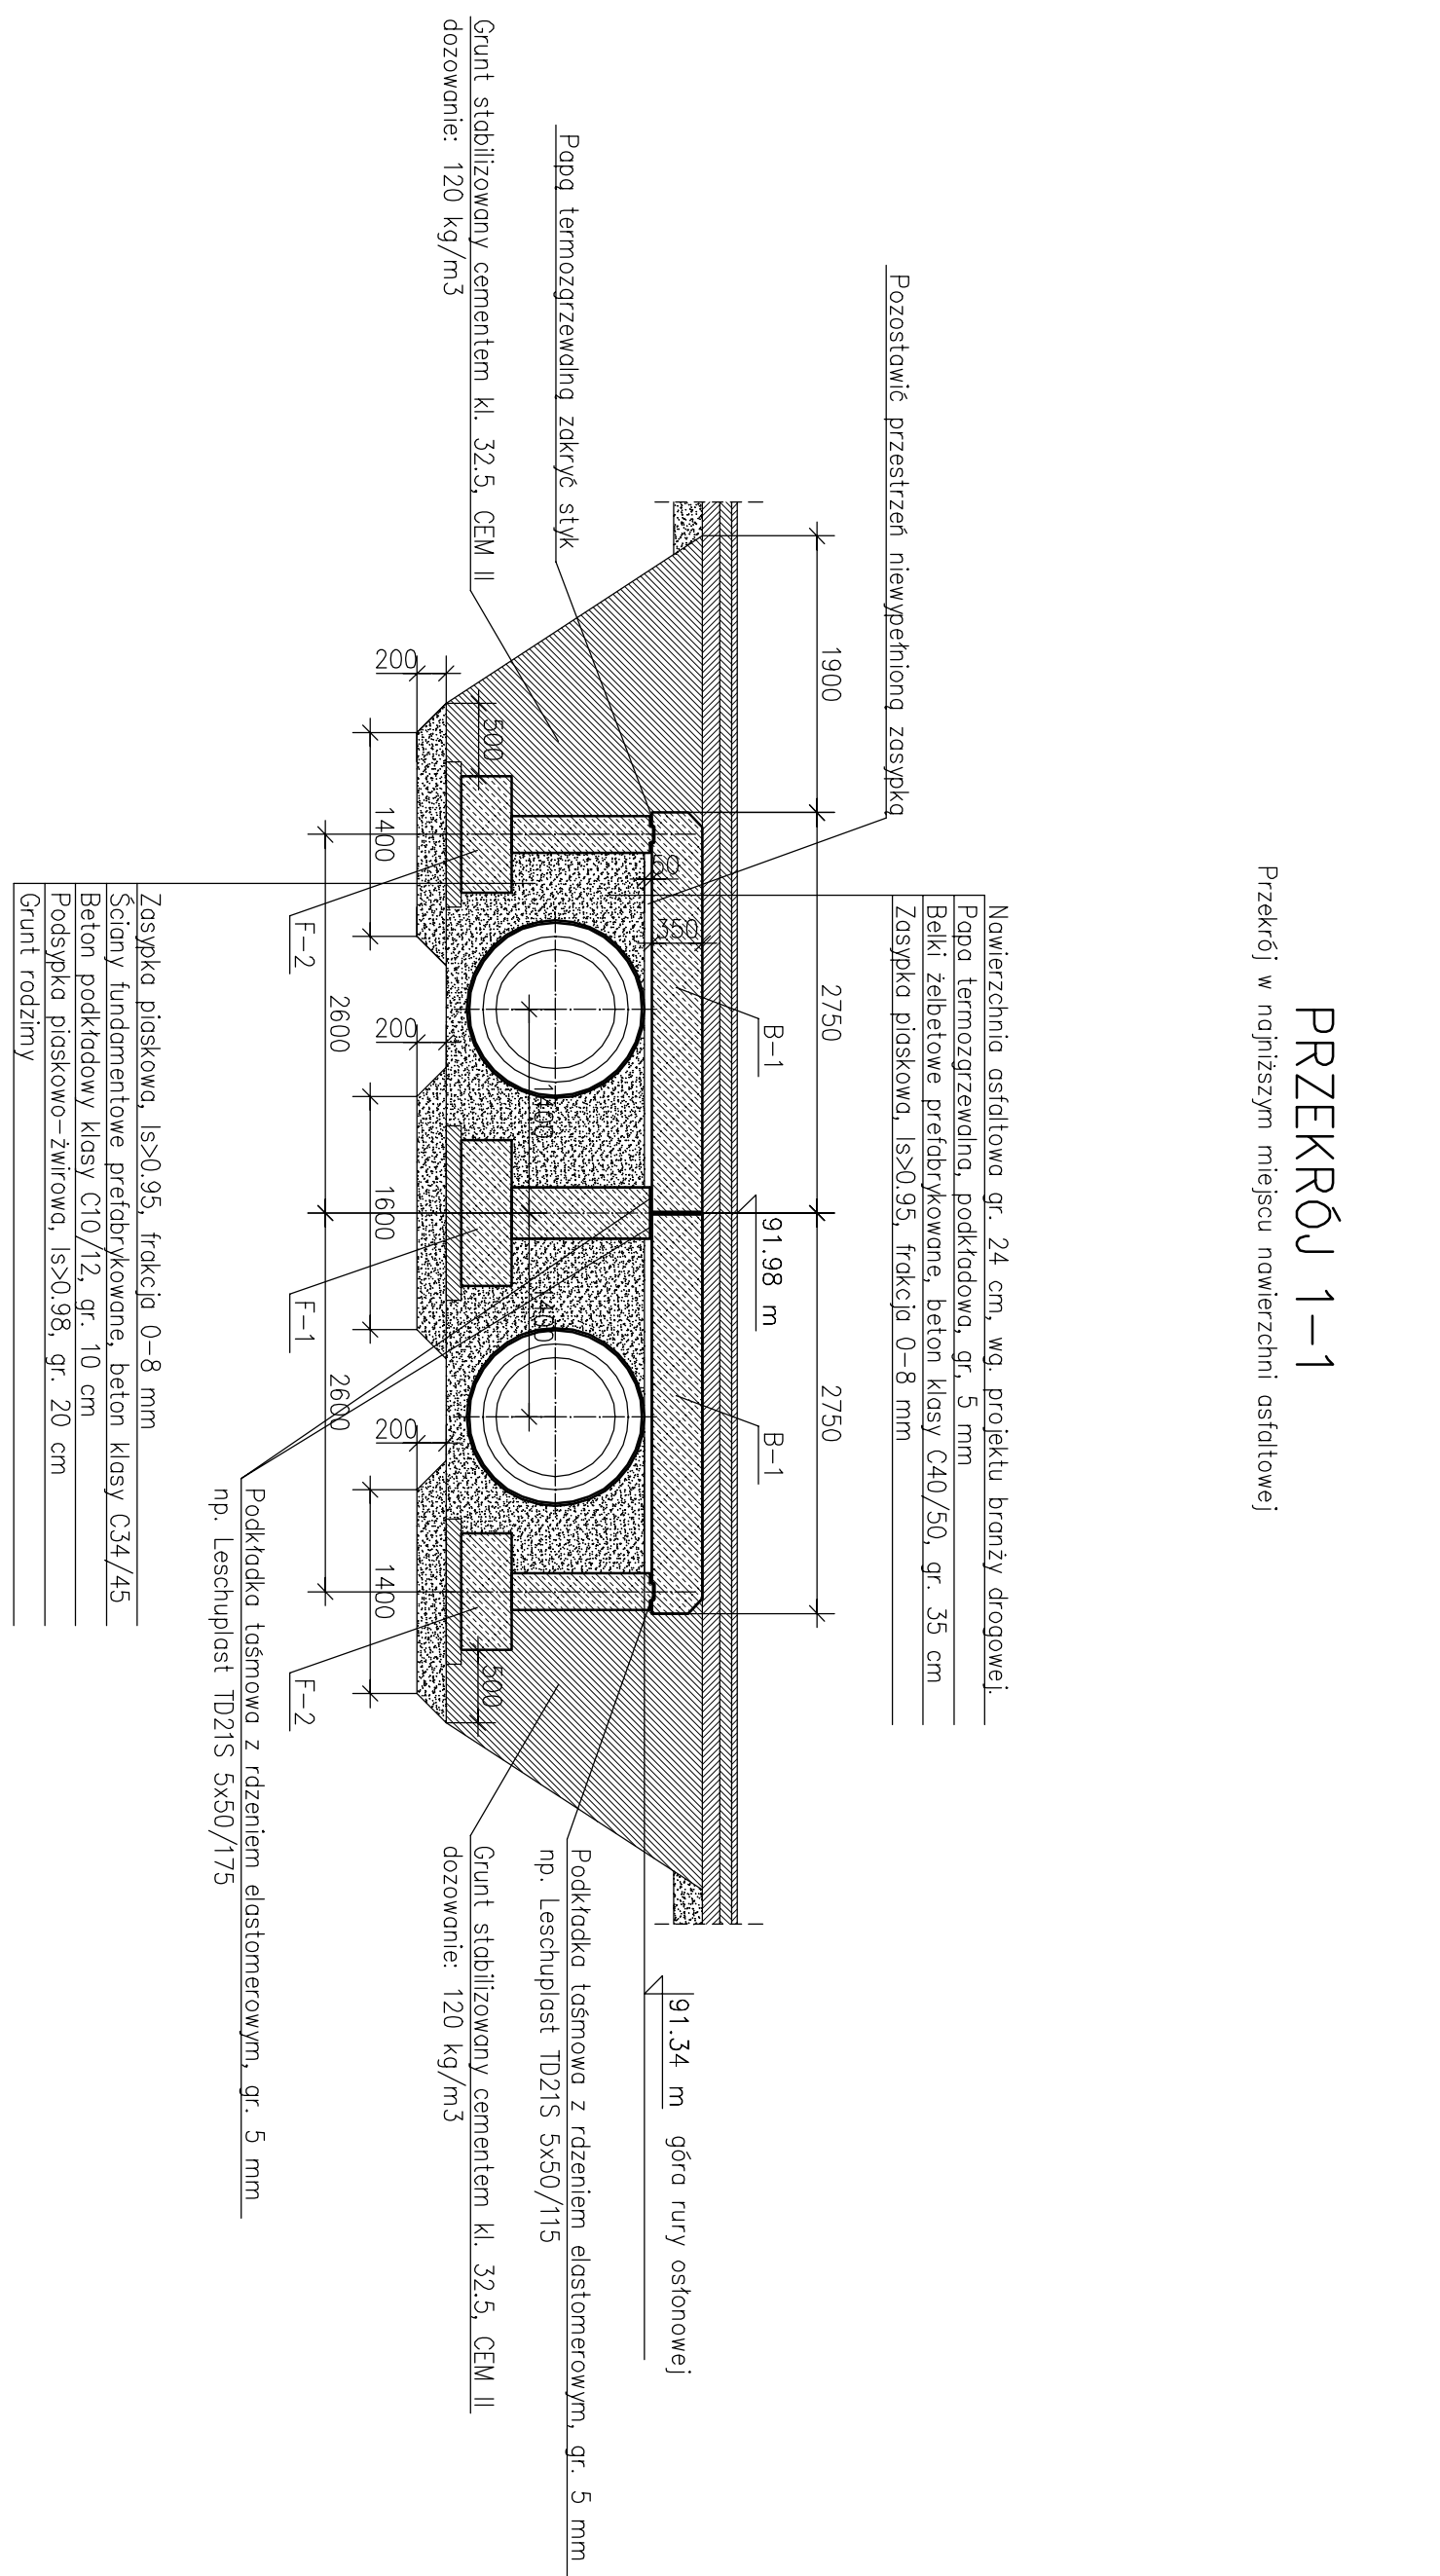 PRZEKRÓJ 1-1
Przekrój w najniższym miejscu nawierzchni asfaltowej
Nawierzchnia asfaltowa gr. 24 cm, wg. projektu branży drogowej.
Papa termozgrzewalna, podkładowa, gr, 5 mm
Belki żelbetowe prefabrykowane, beton klasy C40/50, gr. 35 cm
Zasypka piaskowa, Is>0.95, frakcja 0-8 mm
Pozostawić przestrzeń niewypełnioną zasypką
1900
2750
2750
B-1
91.98 m
B-1
91.34 m góra rury osłonowej
Papą termozgrzewalną zakryć styk
50
350
Podkładka taśmowa z rdzeniem elastomerowym, gr. 5 mm
np. Leschuplast TD21S 5x50/115
1400
1400
Grunt stabilizowany cementem kl. 32.5, CEM II
dozowanie: 120 kg/m3
500
500
Grunt stabilizowany cementem kl. 32.5, CEM II
dozowanie: 120 kg/m3
200
200
200
1400
1600
1400
2600
2600
F-2
F-1
F-2
Podkładka taśmowa z rdzeniem elastomerowym, gr. 5 mm
np. Leschuplast TD21S 5x50/175
Zasypka piaskowa, Is>0.95, frakcja 0-8 mm
Ściany fundamentowe prefabrykowane, beton klasy C34/45
Beton podkładowy klasy C10/12, gr. 10 cm
Podsypka piaskowo-żwirowa, Is>0.98, gr. 20 cm
Grunt rodzimy